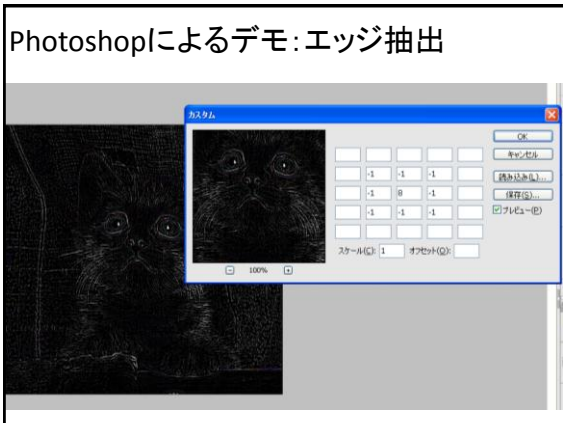 Photoshopによるデモ：エッジ抽出
カスタム
OK
キャンセル
読み込み(L)...
保存(S)...
プレビュー(P)
-1 -1 -1
-1 8 -1
-1 -1 -1
スケール(C): 1 オフセット(O):
- 100% +